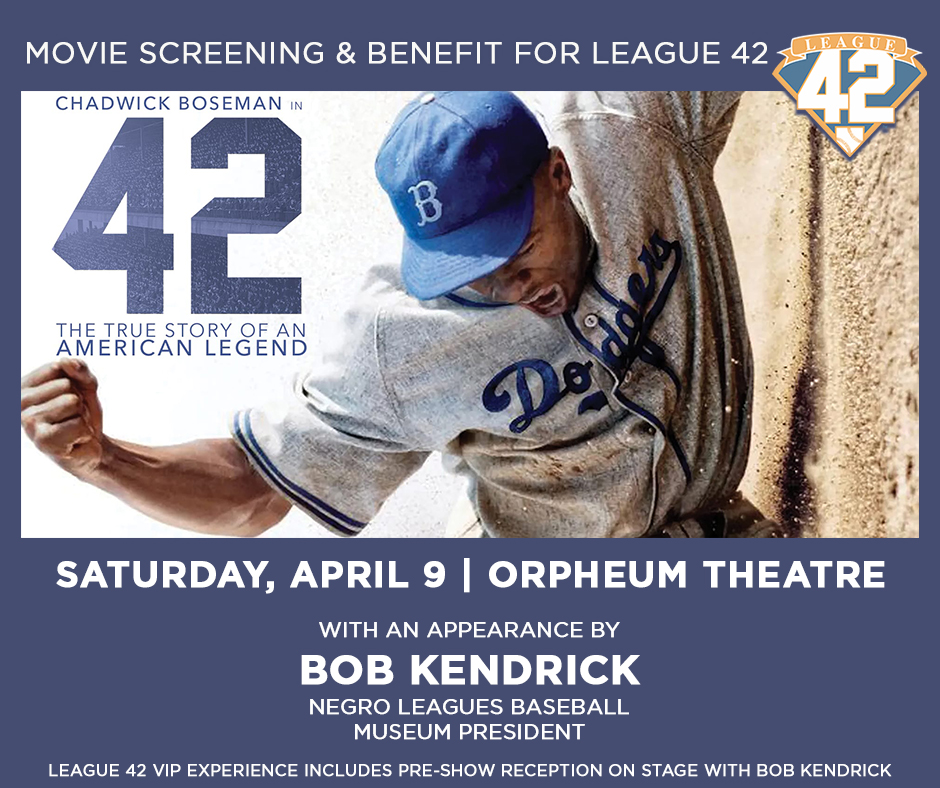 MOVIE SCREENING & BENEFIT FOR LEAGUE 42
LEAGUE
42
CHADWICK BOSEMAN IN
42
THE TRUE STORY OF AN
AMERICAN LEGEND
B
Dodgers
SATURDAY, APRIL 9 | ORPHEUM THEATRE
WITH AN APPEARANCE BY
BOB KENDRICK
NEGRO LEAGUES BASEBALL
MUSEUM PRESIDENT
LEAGUE 42 VIP EXPERIENCE INCLUDES PRE-SHOW RECEPTION ON STAGE WITH BOB KENDRICK